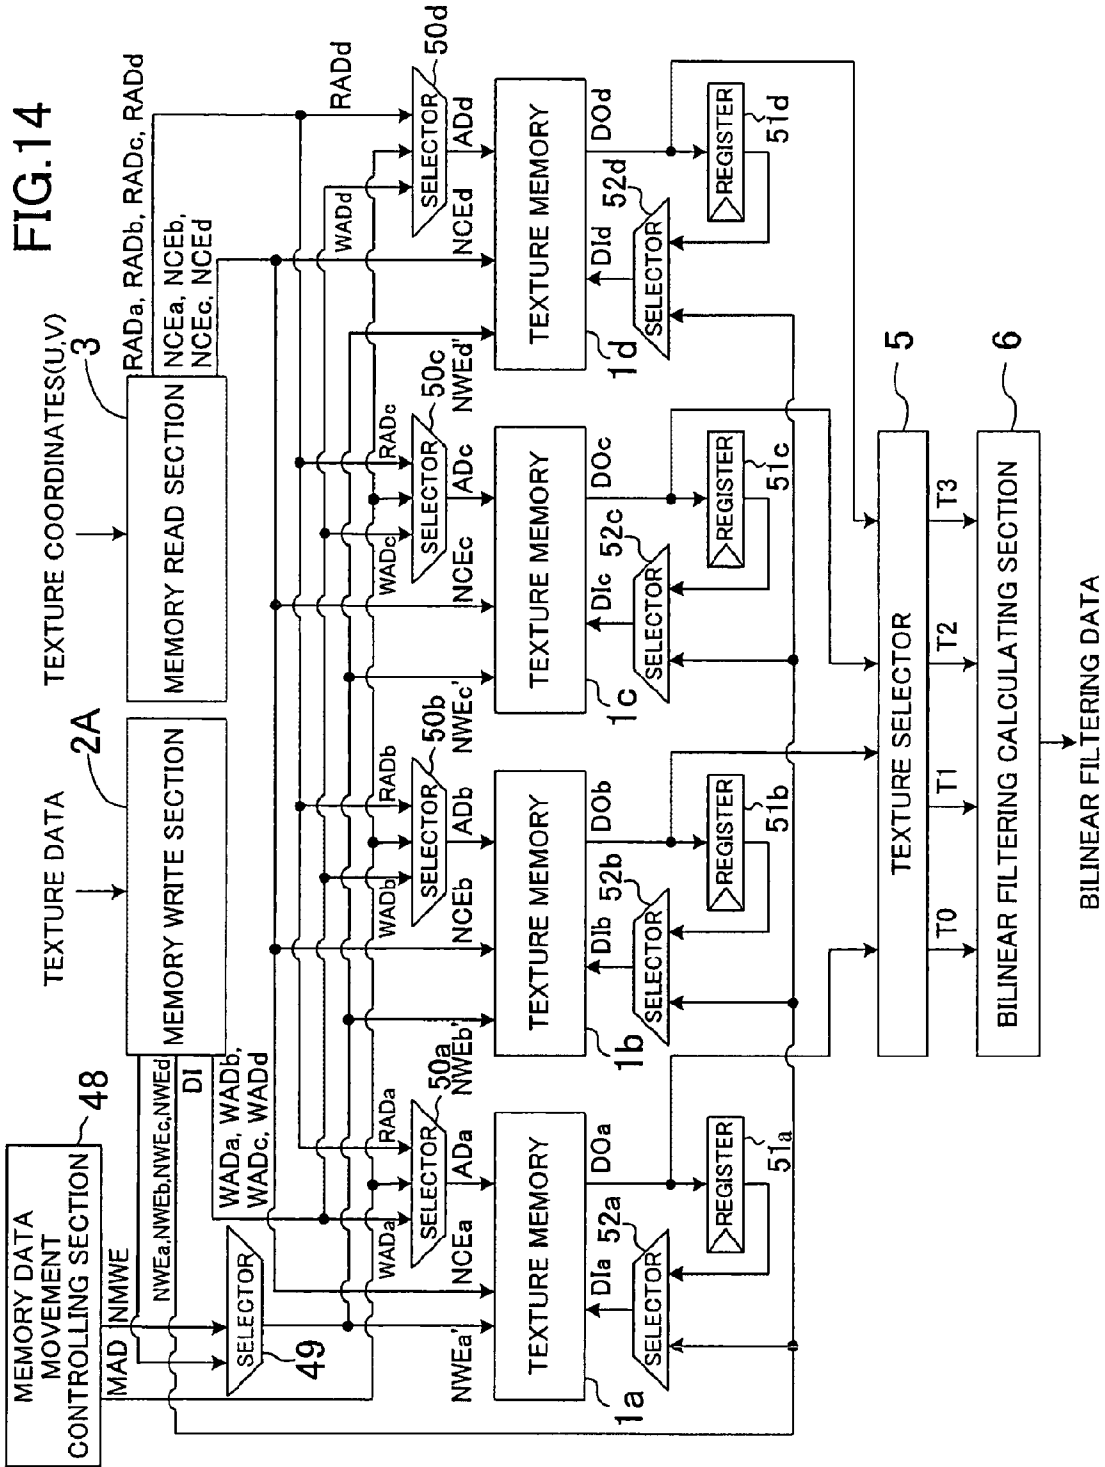 FIG.14
MEMORY DATA
MOVEMENT
CONTROLLING SECTION
48
TEXTURE DATA
2A
MEMORY WRITE SECTION
TEXTURE COORDINATES(U,V)
3
MEMORY READ SECTION
MAD
NMWE
NWEa,NWEb,NWEc,NWEd
DI
WADa, WADb,
WADc, WADd
RADa, RADb, RADc, RADd
NCEa, NCEb,
NCEc, NCEd
SELECTOR
49
WADa
RADa
SELECTOR
50a
WADb
RADb
SELECTOR
50b
WADc
RADc
SELECTOR
50c
WADd
RADd
SELECTOR
50d
NWEa'
NCEa
ADa
NWEb'
NCEb
ADb
NWEc'
NCEc
ADc
NWEd'
NCEd
ADd
TEXTURE MEMORY
1a
TEXTURE MEMORY
1b
TEXTURE MEMORY
1c
TEXTURE MEMORY
1d
DIa
DOa
DIb
DOb
DIc
DOc
DId
DOd
SELECTOR
52a
REGISTER
51a
SELECTOR
52b
REGISTER
51b
SELECTOR
52c
REGISTER
51c
SELECTOR
52d
REGISTER
51d
TEXTURE SELECTOR
5
T0
T1
T2
T3
BILINEAR FILTERING CALCULATING SECTION
6
BILINEAR FILTERING DATA